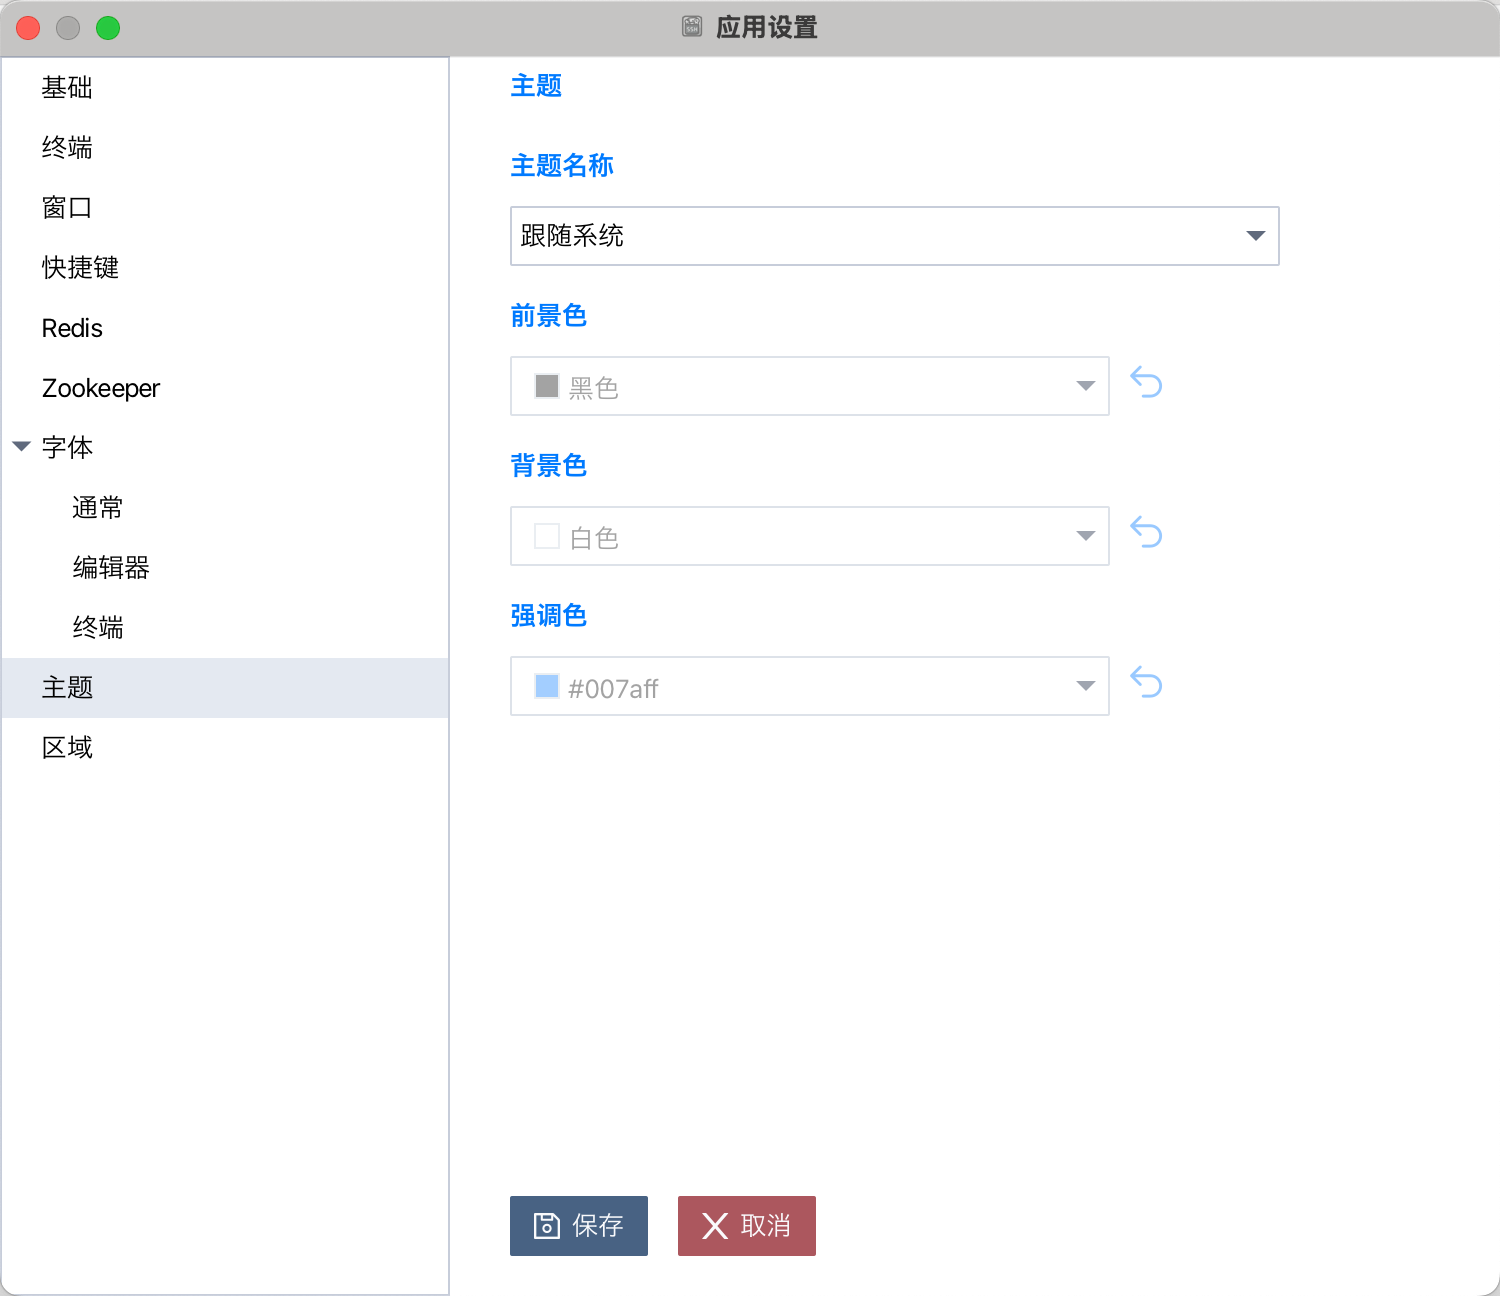 应用设置
基础
终端
窗口
快捷键
Redis
Zookeeper
字体
通常
编辑器
终端
主题
区域
主题
主题名称
跟随系统
前景色
黑色
背景色
白色
强调色
#007aff
保存
取消